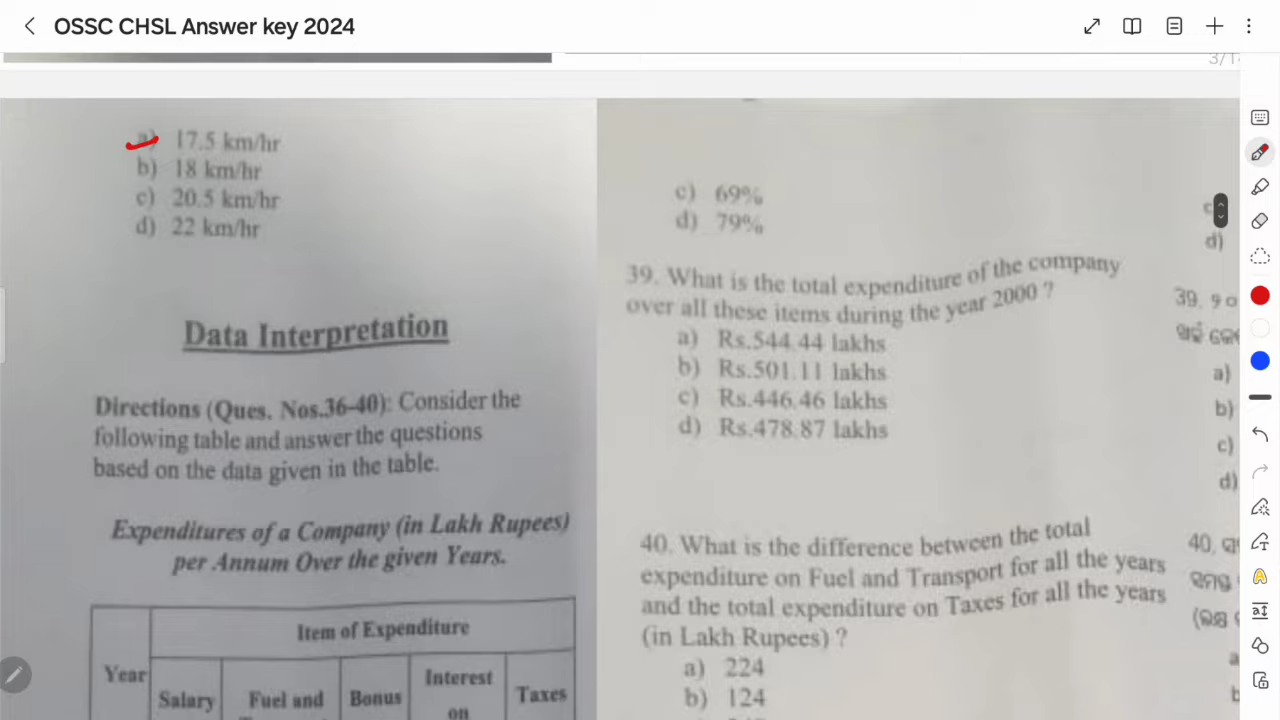 OSSC CHSL Answer key 2024
a) 17.5 km/hr
b) 18 km/hr
c) 20.5 km/hr
d) 22 km/hr
Data Interpretation
Directions (Ques. Nos.36-40): Consider the
following table and answer the questions
based on the data given in the table.
Expenditures of a Company (in Lakh Rupees)
per Annum Over the given Years.
Item of Expenditure
Year
Salary
Fuel and
Bonus
Interest
on
Taxes
c) 69%
d) 79%
39. What is the total expenditure of the company
over all these items during the year 2000 ?
a) Rs.544.44 lakhs
b) Rs.501.11 lakhs
c) Rs.446.46 lakhs
d) Rs.478.87 lakhs
40. What is the difference between the total
expenditure on Fuel and Transport for all the years
and the total expenditure on Taxes for all the years
(in Lakh Rupees) ?
a) 224
b) 124
d)
39.
a)
b)
c)
d)
40.